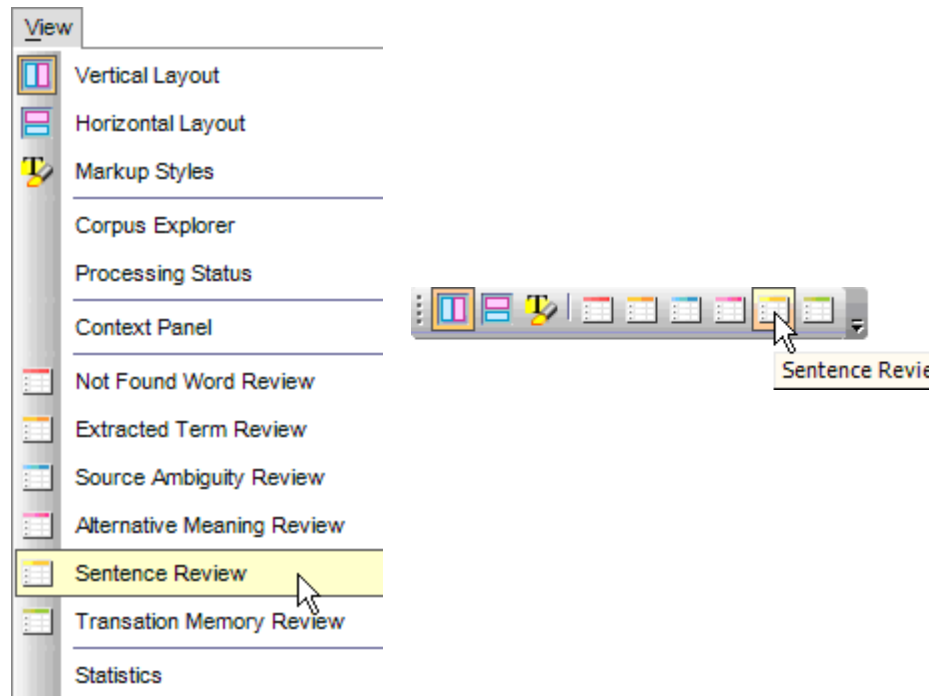 View
Vertical Layout
Horizontal Layout
Markup Styles
Corpus Explorer
Processing Status
Context Panel
Not Found Word Review
Extracted Term Review
Source Ambiguity Review
Alternative Meaning Review
Sentence Review
Transation Memory Review
Statistics
Sentence Revie